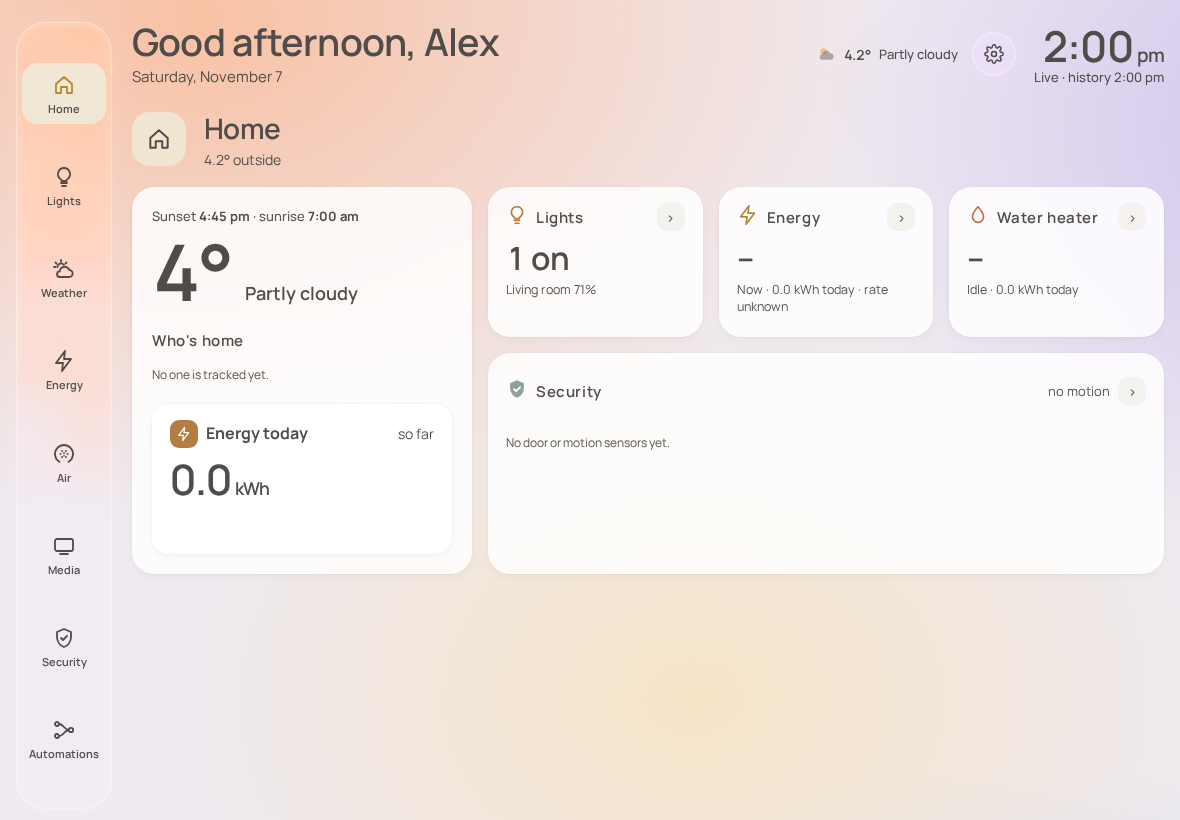 Good afternoon, Alex
Saturday, November 7
4.2° Partly cloudy
2:00 pm
Live · history 2:00 pm
Home
Lights
Weather
Energy
Air
Media
Security
Automations
Home
4.2° outside
Sunset 4:45 pm · sunrise 7:00 am
4° Partly cloudy
Who's home
No one is tracked yet.
Energy today so far
0.0 kWh
Lights
1 on
Living room 71%
Energy
–
Now · 0.0 kWh today · rate
unknown
Water heater
–
Idle · 0.0 kWh today
Security no motion
No door or motion sensors yet.